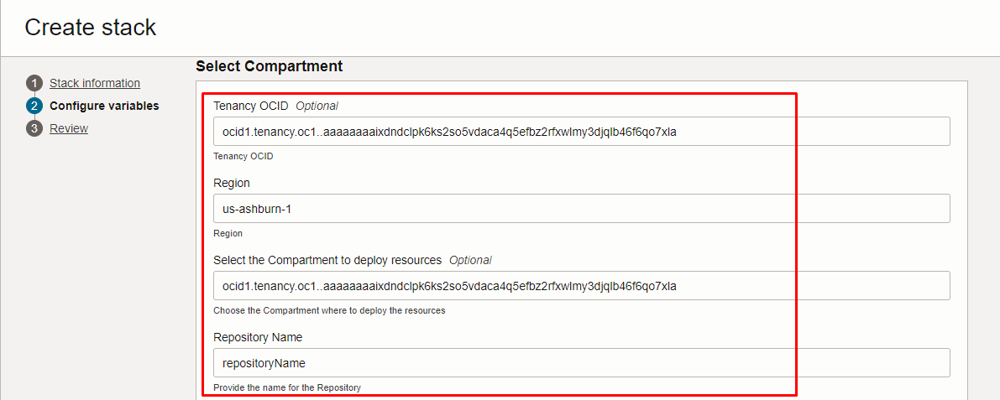 Create stack
1 Stack information
2 Configure variables
3 Review
Select Compartment
Tenancy OCID Optional
ocid1.tenancy.oc1..aaaaaaaaixdndclpk6ks2so5vdaca4q5efbz2rfxwlmy3djqlb46f6qo7xla
Tenancy OCID
Region
us-ashburn-1
Region
Select the Compartment to deploy resources Optional
ocid1.tenancy.oc1..aaaaaaaaixdndclpk6ks2so5vdaca4q5efbz2rfxwlmy3djqlb46f6qo7xla
Choose the Compartment where to deploy the resources
Repository Name
repositoryName
Provide the name for the Repository